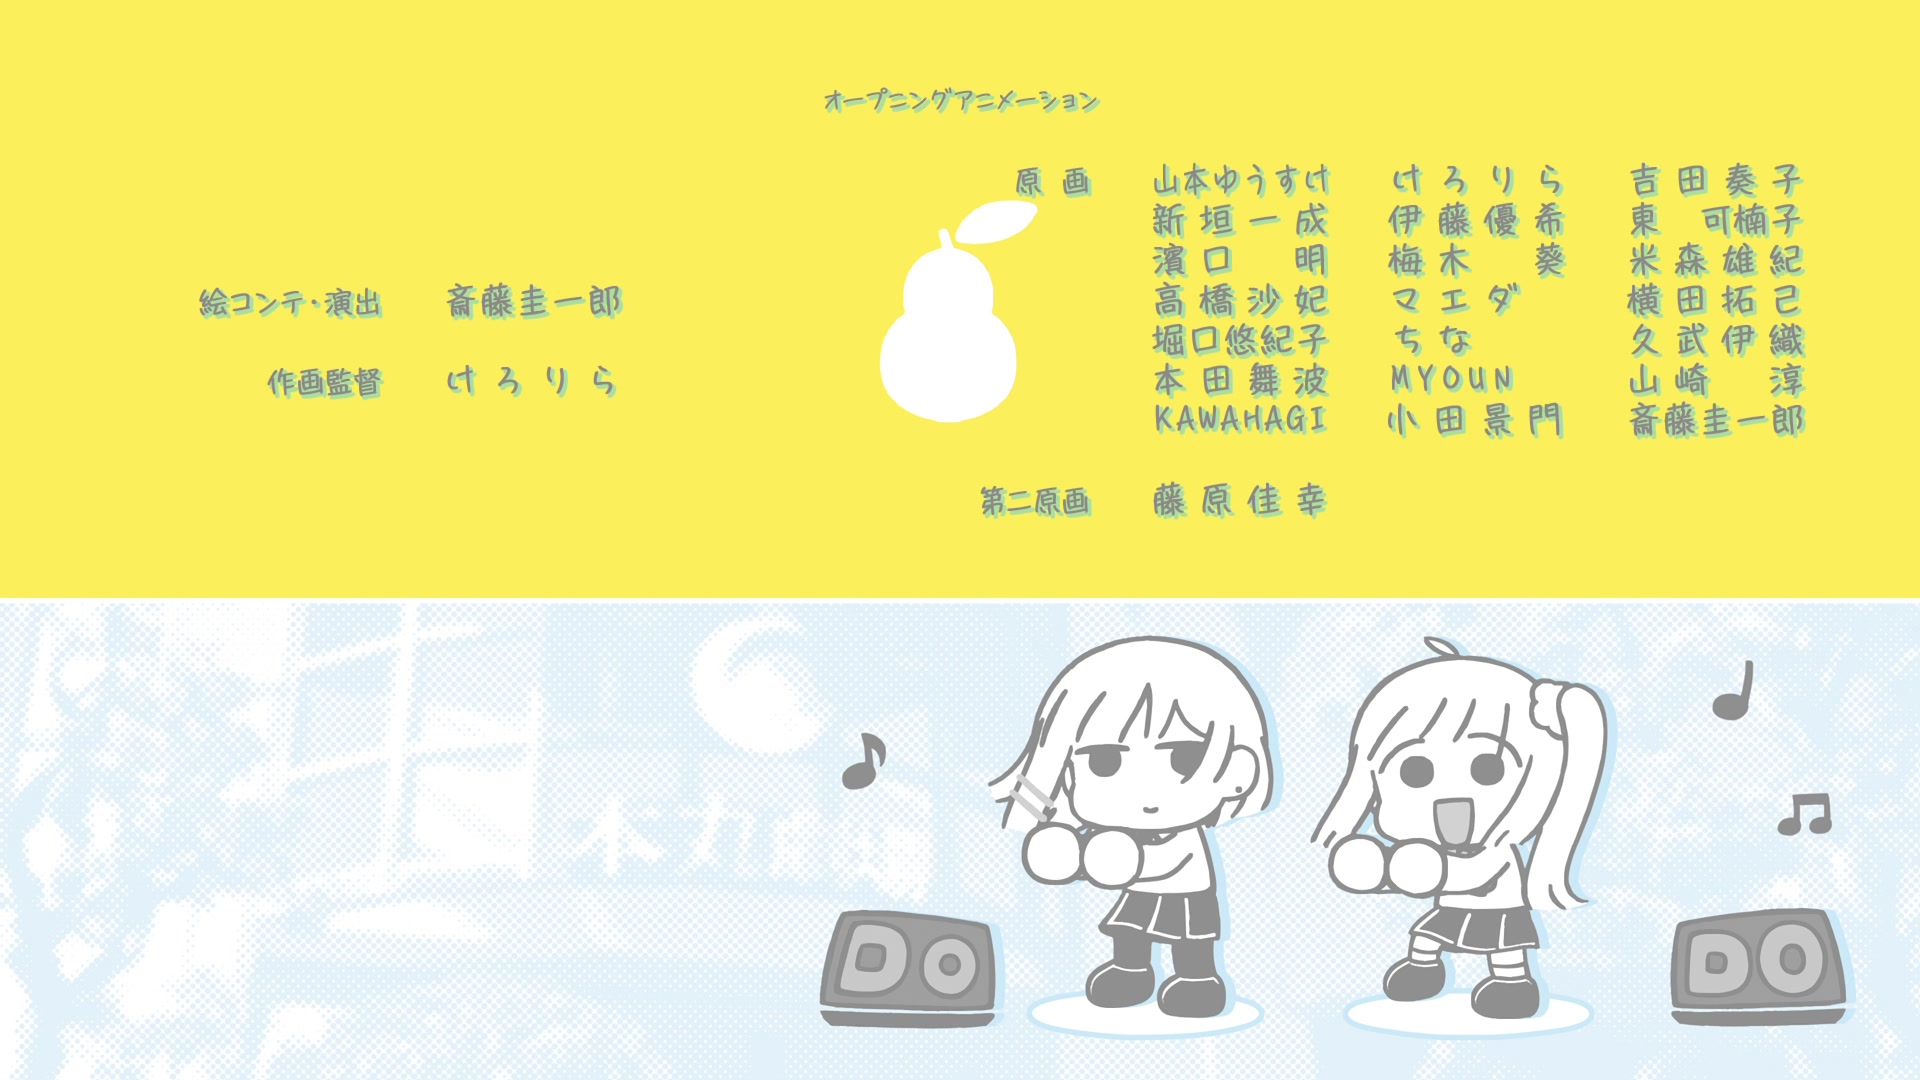 オープニングアニメーション
絵コンテ・演出 斎藤圭一郎
作画監督 けろりら
原画 山本ゆうすけ けろりら 吉田奏子
新垣一成 伊藤優希 東 可楠子
濱口 明 梅木 葵 米森雄紀
高橋沙妃 マエダ 横田拓己
堀口悠紀子 ちな 久武伊織
本田舞波 MYOUN 山崎 淳
KAWAHAGI 小田景門 斎藤圭一郎
第二原画 藤原佳幸
DO
DO